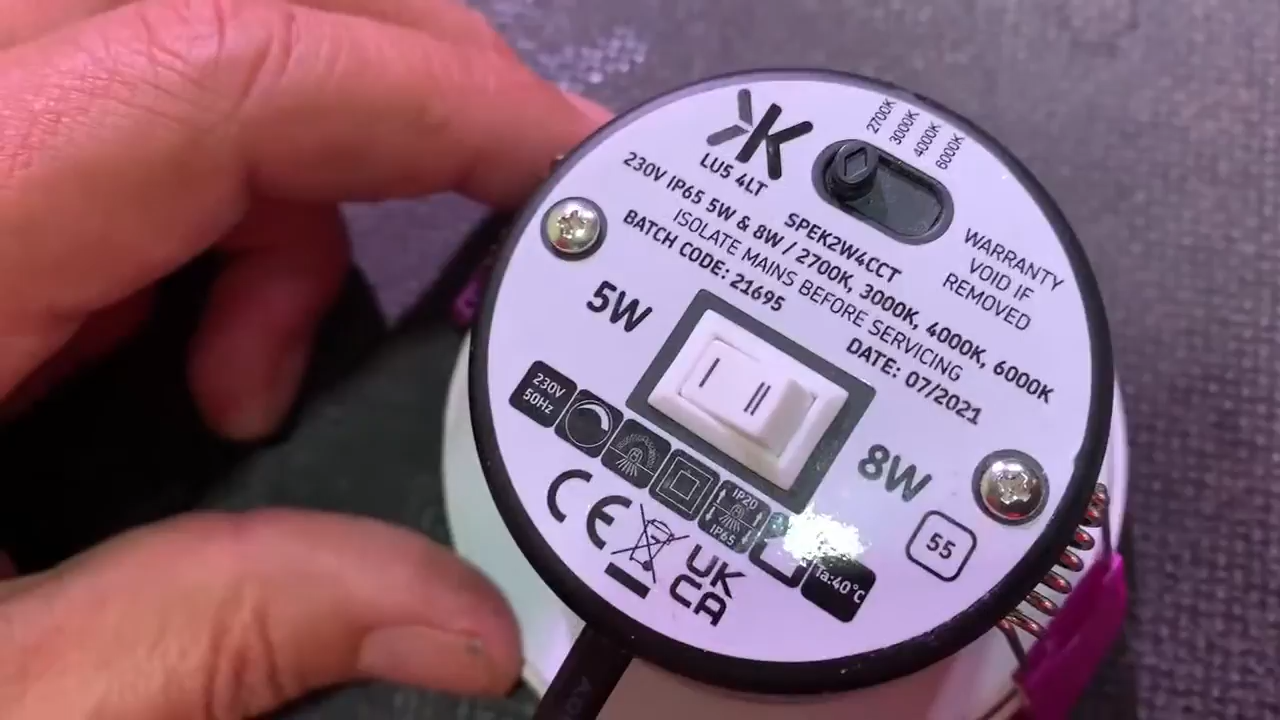 2700K
3000K
4000K
6000K
LU5 4LT
SPEK2W4CCT
230V IP65 5W & 8W / 2700K, 3000K, 4000K, 6000K
ISOLATE MAINS BEFORE SERVICING
BATCH CODE: 21695
DATE: 07/2021
WARRANTY
VOID IF
REMOVED
5W
I
II
8W
230V
50Hz
IP20
IP65
Ta:40°C
55
CE
UK
CA